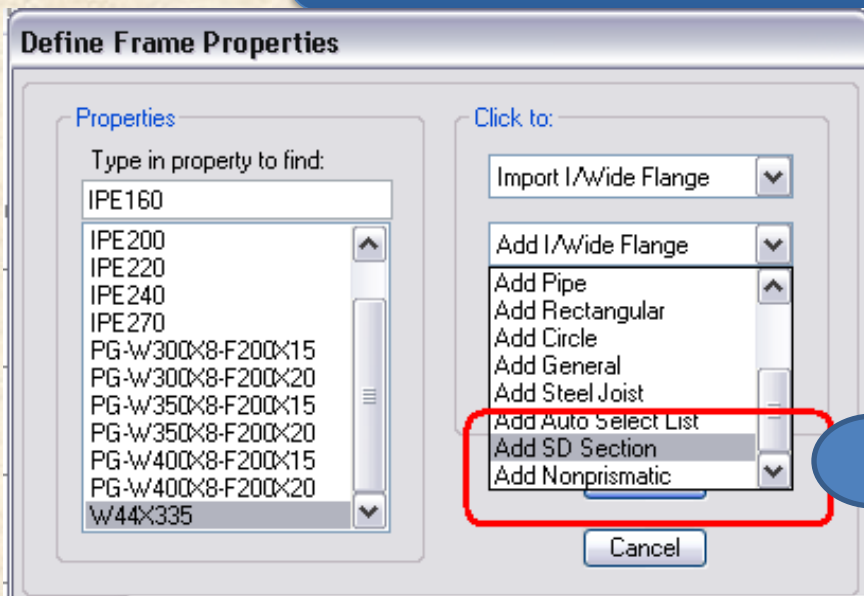 Define Frame Properties
Properties
Type in property to find:
IPE160
IPE200
IPE220
IPE240
IPE270
PG-W300X8-F200X15
PG-W300X8-F200X20
PG-W350X8-F200X15
PG-W350X8-F200X20
PG-W400X8-F200X15
PG-W400X8-F200X20
W44X335
Click to:
Import I/Wide Flange
Add I/Wide Flange
Add Pipe
Add Rectangular
Add Circle
Add General
Add Steel Joist
Add Auto Select List
Add SD Section
Add Nonprismatic
Cancel